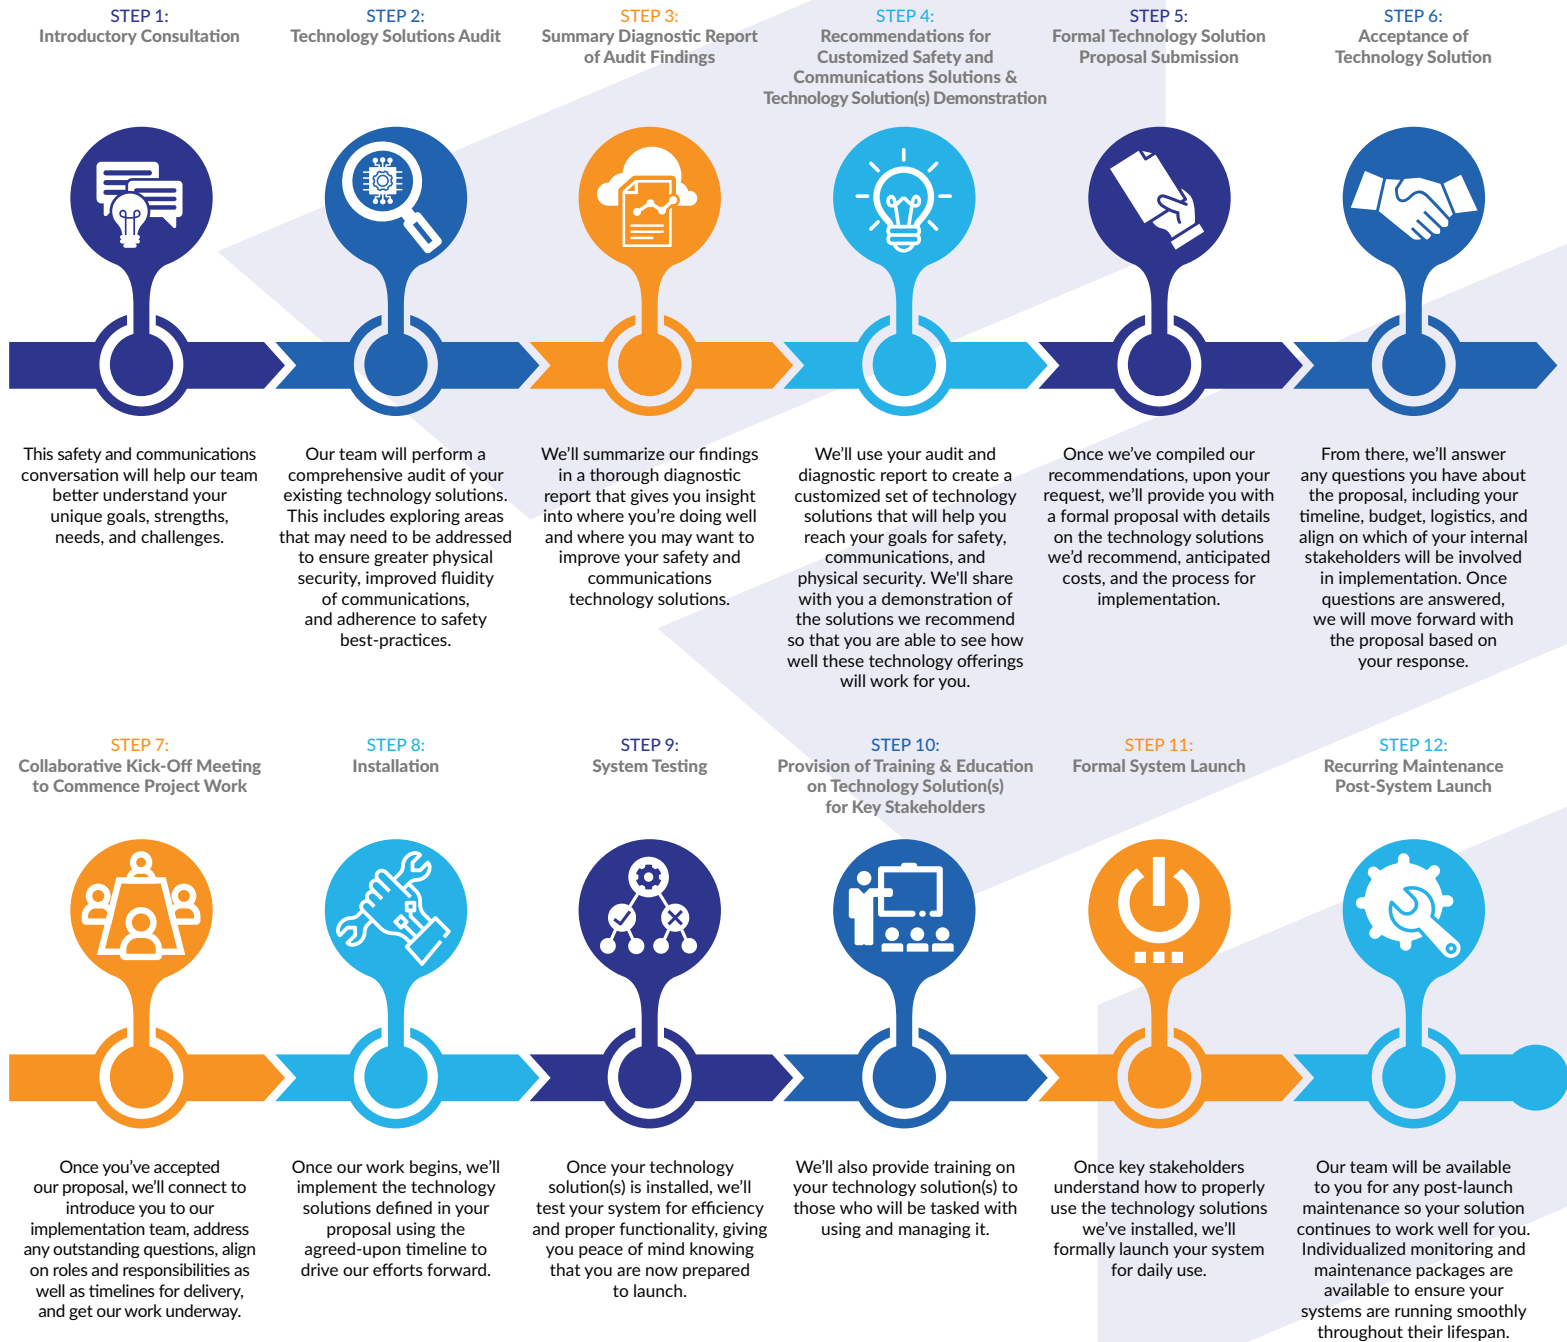 STEP 1:
Introductory Consultation
STEP 2:
Technology Solutions Audit
STEP 3:
Summary Diagnostic Report
of Audit Findings
STEP 4:
Recommendations for
Customized Safety and
Communications Solutions &
Technology Solution(s) Demonstration
STEP 5:
Formal Technology Solution
Proposal Submission
STEP 6:
Acceptance of
Technology Solution
This safety and communications
conversation will help our team
better understand your
unique goals, strengths,
needs, and challenges.
Our team will perform a
comprehensive audit of your
existing technology solutions.
This includes exploring areas
that may need to be addressed
to ensure greater physical
security, improved fluidity
of communications,
and adherence to safety
best-practices.
We'll summarize our findings
in a thorough diagnostic
report that gives you insight
into where you're doing well
and where you may want to
improve your safety and
communications
technology solutions.
We'll use your audit and
diagnostic report to create a
customized set of technology
solutions that will help you
reach your goals for safety,
communications, and
physical security. We'll share
with you a demonstration of
the solutions we recommend
so that you are able to see how
well these technology offerings
will work for you.
Once we've compiled our
recommendations, upon your
request, we'll provide you with
a formal proposal with details
on the technology solutions
we'd recommend, anticipated
costs, and the process for
implementation.
From there, we'll answer
any questions you have about
the proposal, including your
timeline, budget, logistics, and
align on which of your internal
stakeholders will be involved
in implementation. Once
questions are answered,
we will move forward with
the proposal based on
your response.
STEP 7:
Collaborative Kick-Off Meeting
to Commence Project Work
STEP 8:
Installation
STEP 9:
System Testing
STEP 10:
Provision of Training & Education
on Technology Solution(s)
for Key Stakeholders
STEP 11:
Formal System Launch
STEP 12:
Recurring Maintenance
Post-System Launch
Once you've accepted
our proposal, we'll connect to
introduce you to our
implementation team, address
any outstanding questions, align
on roles and responsibilities as
well as timelines for delivery,
and get our work underway.
Once our work begins, we'll
implement the technology
solutions defined in your
proposal using the
agreed-upon timeline to
drive our efforts forward.
Once your technology
solution(s) is installed, we'll
test your system for efficiency
and proper functionality, giving
you peace of mind knowing
that you are now prepared
to launch.
We'll also provide training on
your technology solution(s) to
those who will be tasked with
using and managing it.
Once key stakeholders
understand how to properly
use the technology solutions
we've installed, we'll
formally launch your system
for daily use.
Our team will be available
to you for any post-launch
maintenance so your solution
continues to work well for you.
Individualized monitoring and
maintenance packages are
available to ensure your
systems are running smoothly
throughout their lifespan.